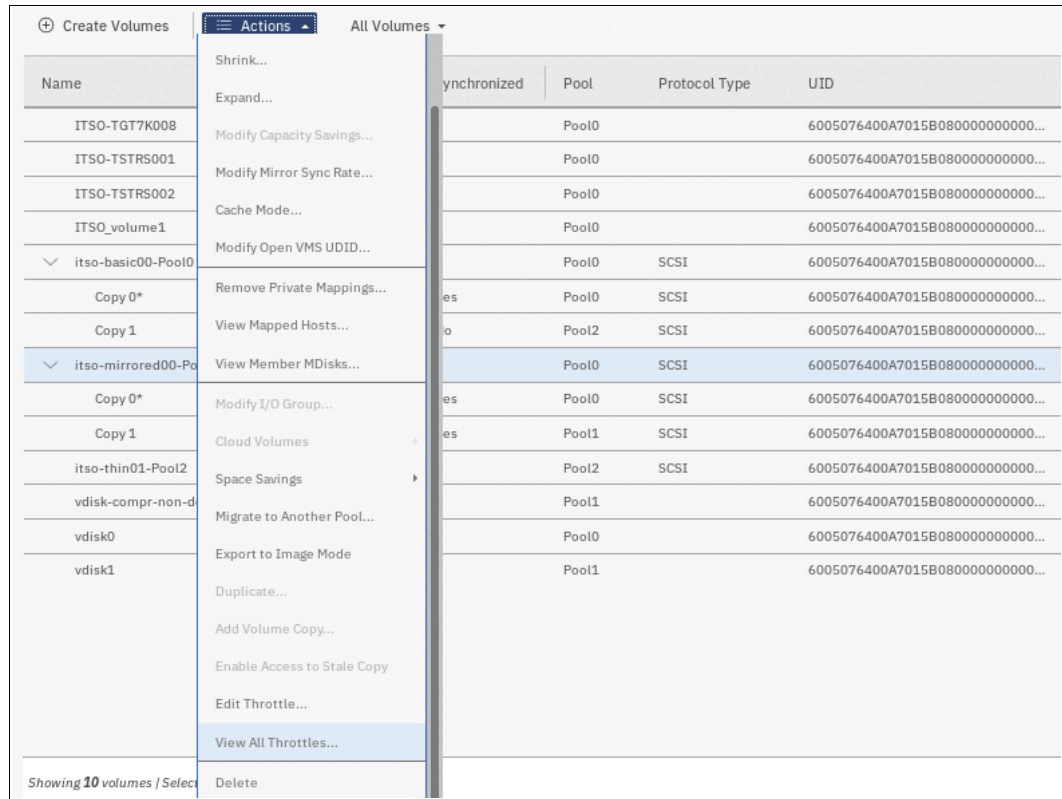 Create Volumes
Actions
All Volumes
Name
ynchronized
Pool
Protocol Type
UID
ITSO-TGT7K008
Pool0
6005076400A7015B080000000000...
ITSO-TSTRS001
Pool0
6005076400A7015B080000000000...
ITSO-TSTRS002
Pool0
6005076400A7015B080000000000...
ITSO_volume1
Pool0
6005076400A7015B080000000000...
itso-basic00-Pool0
Pool0
SCSI
6005076400A7015B080000000000...
Copy 0*
es
Pool0
SCSI
6005076400A7015B080000000000...
Copy 1
o
Pool2
SCSI
6005076400A7015B080000000000...
itso-mirrored00-Po
Pool0
SCSI
6005076400A7015B080000000000...
Copy 0*
es
Pool0
SCSI
6005076400A7015B080000000000...
Copy 1
es
Pool1
SCSI
6005076400A7015B080000000000...
itso-thin01-Pool2
Pool2
SCSI
6005076400A7015B080000000000...
vdisk-compr-non-d
Pool1
6005076400A7015B080000000000...
vdisk0
Pool0
6005076400A7015B080000000000...
vdisk1
Pool1
6005076400A7015B080000000000...
Shrink...
Expand...
Modify Capacity Savings...
Modify Mirror Sync Rate...
Cache Mode...
Modify Open VMS UDID...
Remove Private Mappings...
View Mapped Hosts...
View Member MDisks...
Modify I/O Group...
Cloud Volumes
Space Savings
Migrate to Another Pool...
Export to Image Mode
Duplicate...
Add Volume Copy...
Enable Access to Stale Copy
Edit Throttle...
View All Throttles...
Delete
Showing 10 volumes | Select